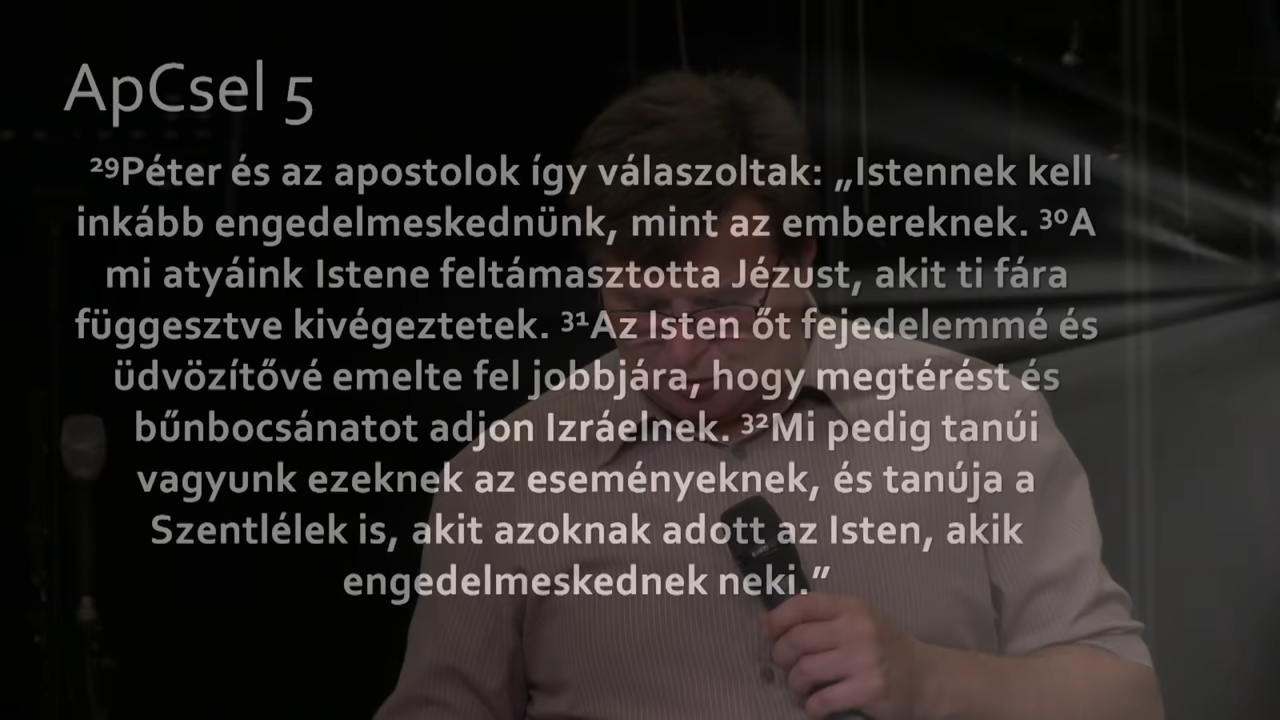 ApCsel 5
²⁹Péter és az apostolok így válaszoltak: „Istennek kell
inkább engedelmeskednünk, mint az embereknek. ³⁰A
mi atyáink Istene feltámasztotta Jézust, akit ti fára
függesztve kivégeztetek. ³¹Az Isten őt fejedelemmé és
üdvözítővé emelte fel jobbjára, hogy megtérést és
bűnbocsánatot adjon Izráelnek. ³²Mi pedig tanúi
vagyunk ezeknek az eseményeknek, és tanúja a
Szentlélek is, akit azoknak adott az Isten, akik
engedelmeskednek neki.”